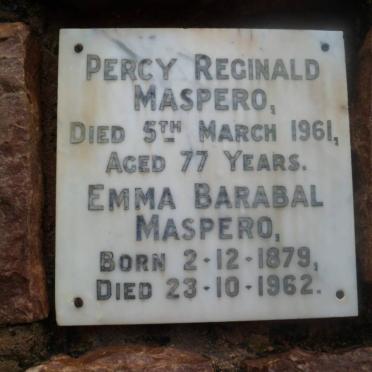 PERCY REGINALD
MASPERO,
DIED 5TH MARCH 1961,
AGED 77 YEARS.
EMMA BARABAL
MASPERO,
BORN 2-12-1879,
DIED 23-10-1962.